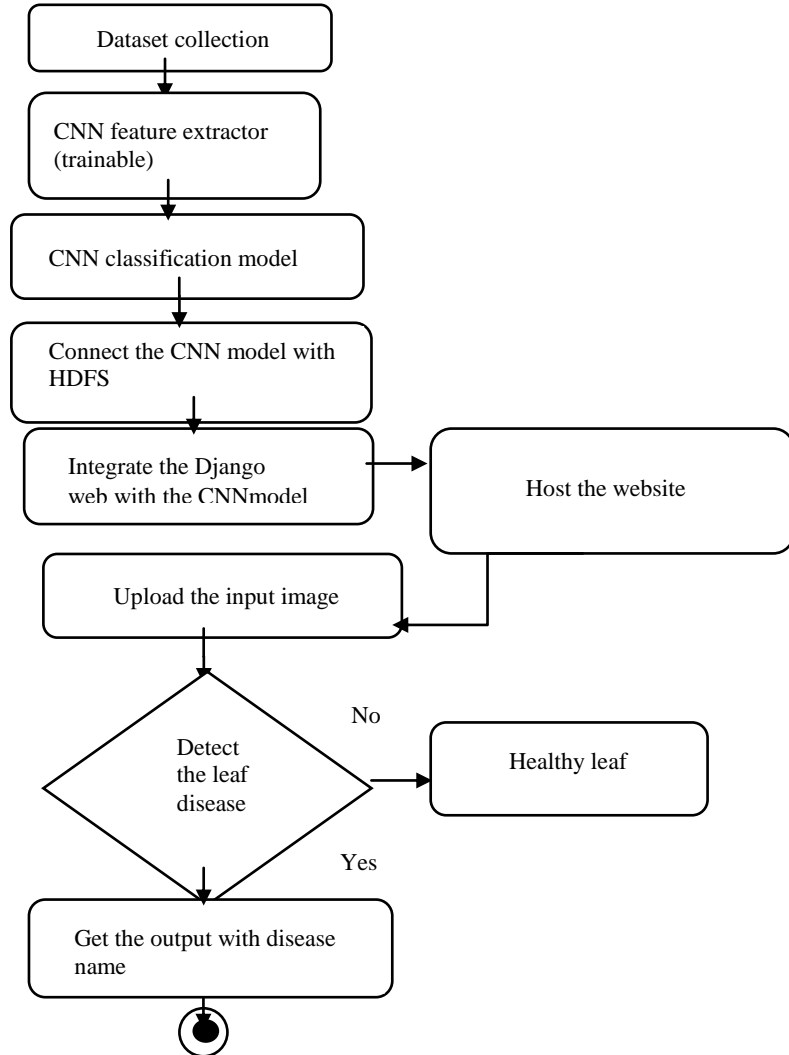 Dataset collection
CNN feature extractor
(trainable)
CNN classification model
Connect the CNN model with
HDFS
Integrate the Django
web with the CNNmodel
Host the website
Upload the input image
No
Detect
the leaf
disease
Healthy leaf
Yes
Get the output with disease
name